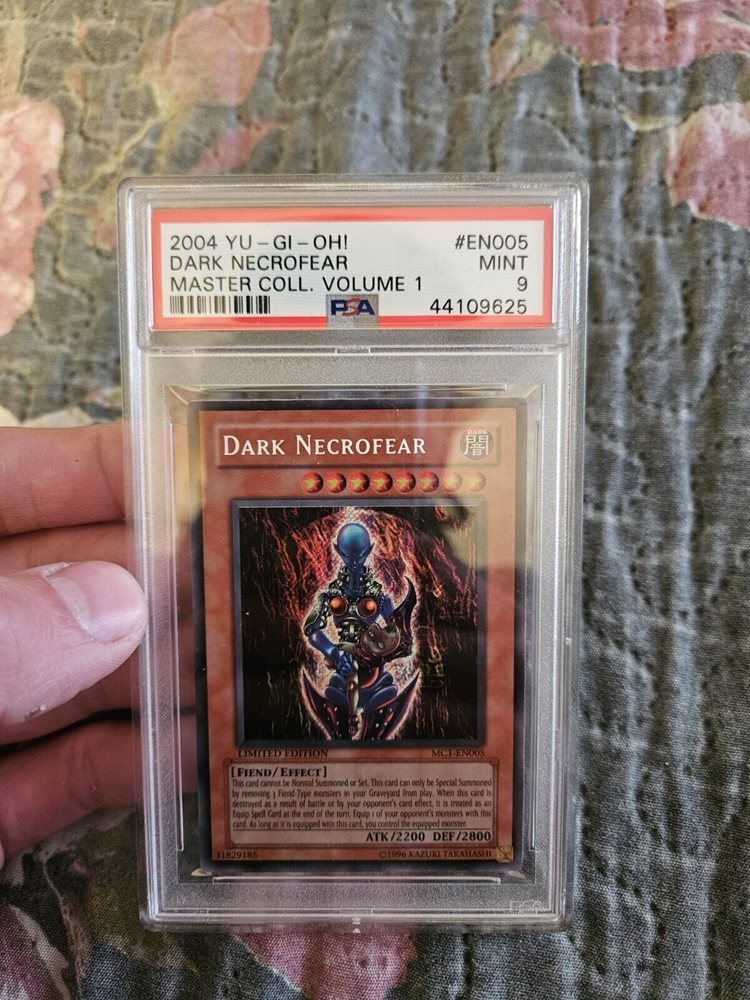 2004 YU-GI-OH! #EN005
DARK NECROFEAR MINT
MASTER COLL. VOLUME 1 9
PSA 44109625
DARK NECROFEAR
DARK
闇
LIMITED EDITION MC1-EN005
[FIEND/EFFECT]
This card cannot be Normal Summoned or Set. This card can only be Special Summoned
by removing 3 Fiend-Type monsters in your Graveyard from play. When this card is
destroyed as a result of battle or by your opponent's card effect, it is treated as an
Equip Spell Card at the end of the turn. Equip 1 of your opponent's monsters with this
card. As long as it is equipped with this card, you control the equipped monster.
ATK/2200 DEF/2800
31829185 ©1996 KAZUKI TAKAHASHI
PSA